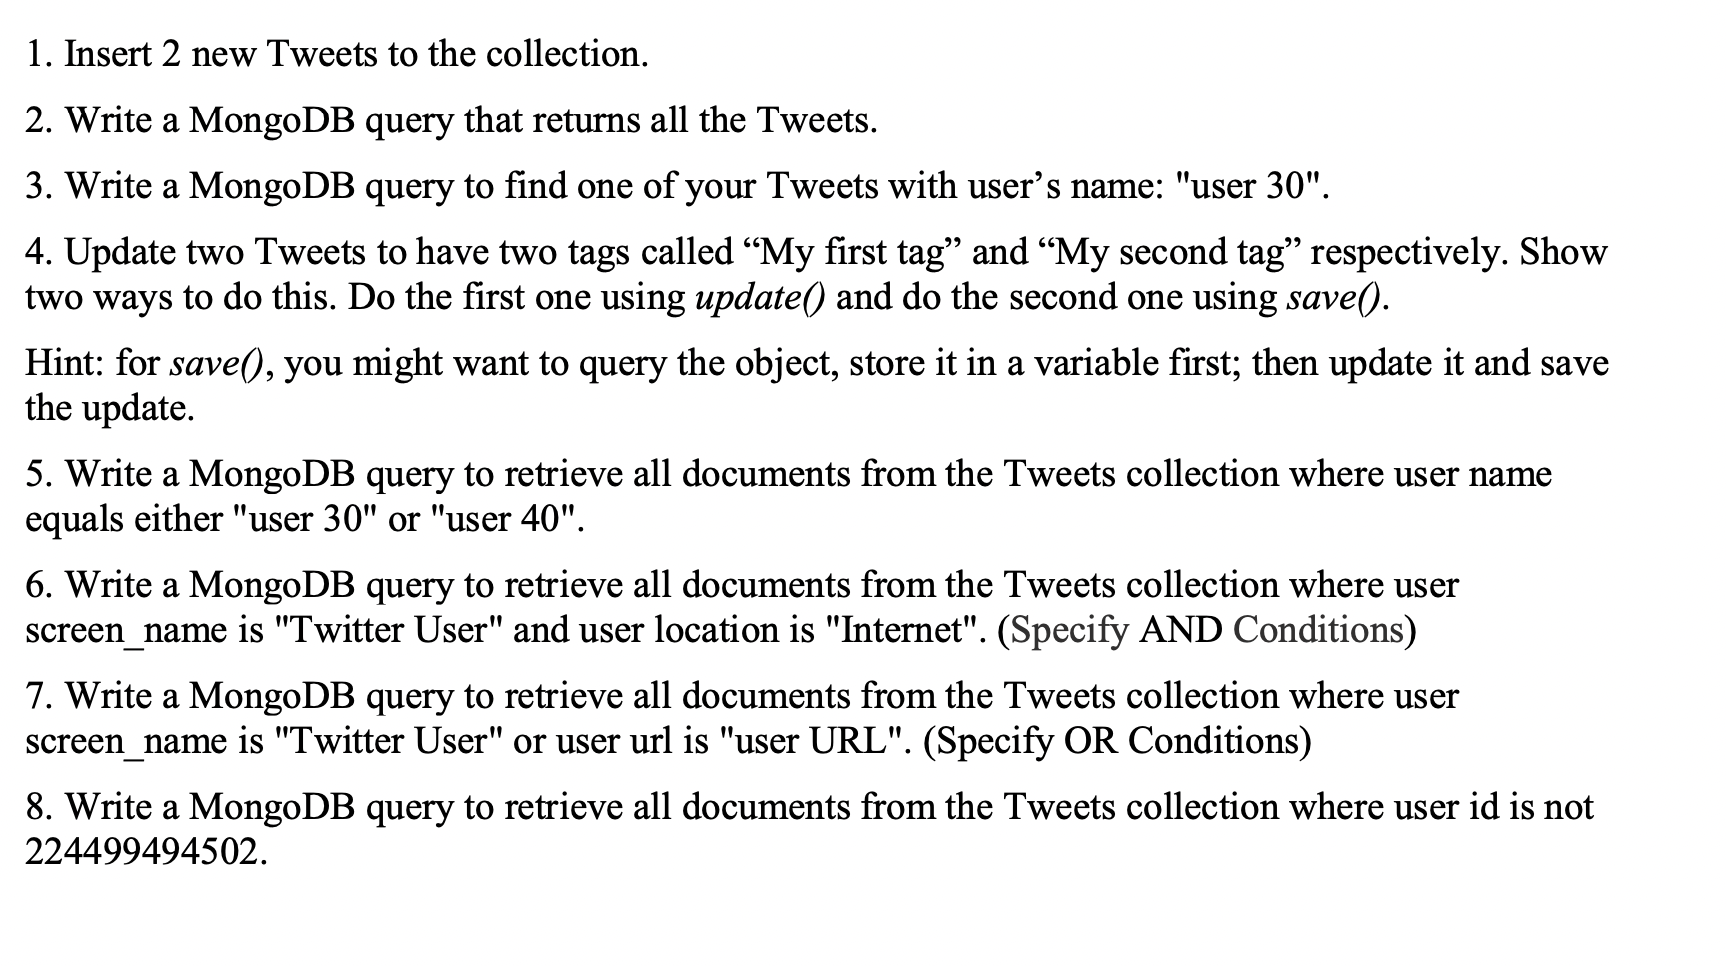 1. Insert 2 new Tweets to the collection.
2. Write a MongoDB query that returns all the Tweets.
3. Write a MongoDB query to find one of your Tweets with user’s name: "user 30".
4. Update two Tweets to have two tags called “My first tag” and “My second tag” respectively. Show
two ways to do this. Do the first one using update() and do the second one using save().
Hint: for save(), you might want to query the object, store it in a variable first; then update it and save
the update.
5. Write a MongoDB query to retrieve all documents from the Tweets collection where user name
equals either "user 30" or "user 40".
6. Write a MongoDB query to retrieve all documents from the Tweets collection where user
screen_name is "Twitter User" and user location is "Internet". (Specify AND Conditions)
7. Write a MongoDB query to retrieve all documents from the Tweets collection where user
screen_name is "Twitter User" or user url is "user URL". (Specify OR Conditions)
8. Write a MongoDB query to retrieve all documents from the Tweets collection where user id is not
224499494502.